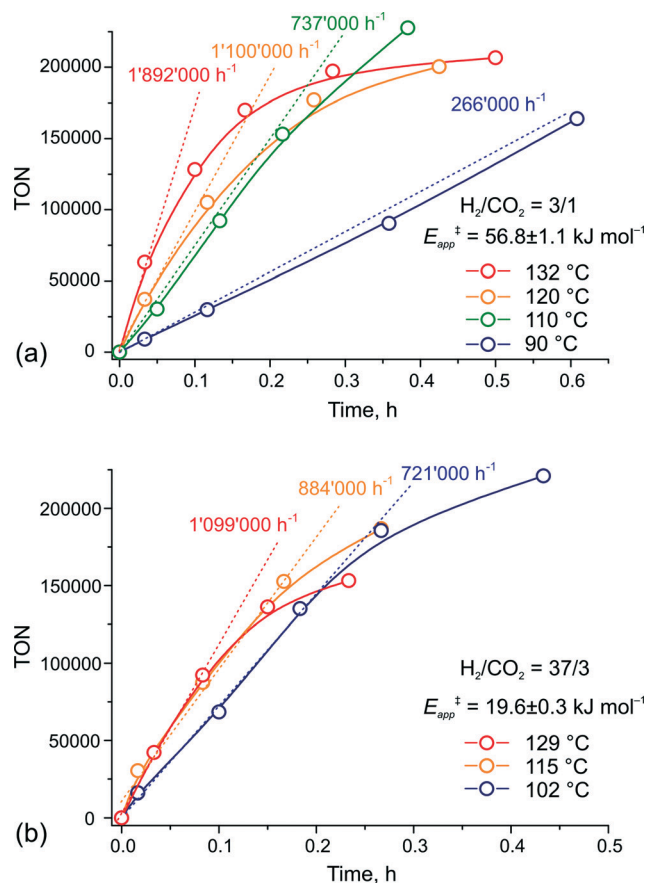 737'000 h⁻¹
1'100'000 h⁻¹
1'892'000 h⁻¹
266'000 h⁻¹
200000
150000
100000
50000
0
TON
H₂/CO₂ = 3/1
E_app‡ = 56.8±1.1 kJ mol⁻¹
132 °C
120 °C
110 °C
90 °C
(a)
0.0 0.1 0.2 0.3 0.4 0.5 0.6
Time, h
721'000 h⁻¹
884'000 h⁻¹
1'099'000 h⁻¹
200000
150000
100000
50000
0
TON
H₂/CO₂ = 37/3
E_app‡ = 19.6±0.3 kJ mol⁻¹
129 °C
115 °C
102 °C
(b)
0.0 0.1 0.2 0.3 0.4 0.5
Time, h